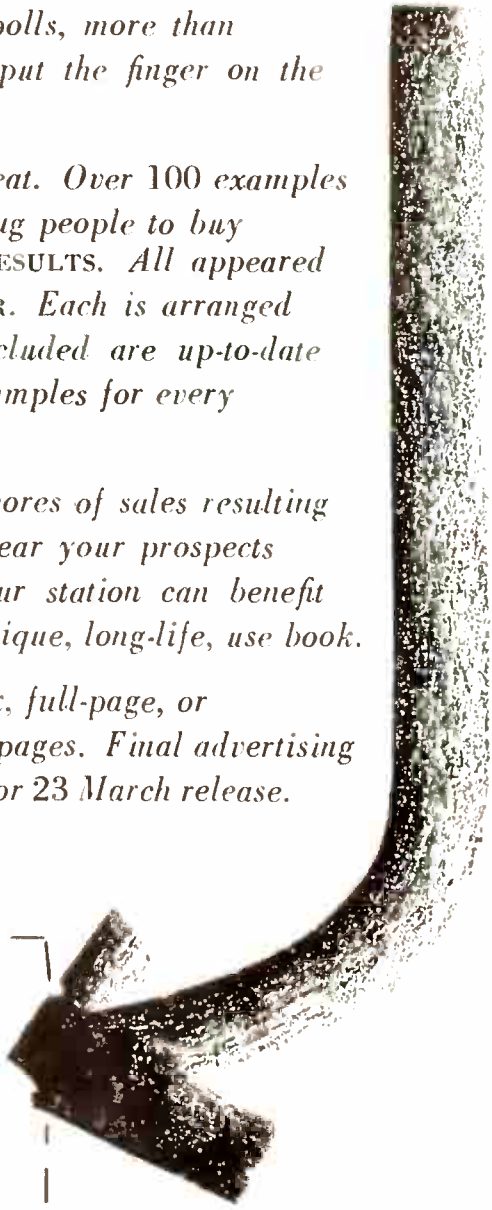 polls, more than
put the finger on the
eat. Over 100 examples
ng people to buy
ESULTS. All appeared
R. Each is arranged
cluded are up-to-date
amples for every
cores of sales resulting
ear your prospects
ur station can benefit
ique, long-life, use book.
, full-page, or
pages. Final advertising
or 23 March release.